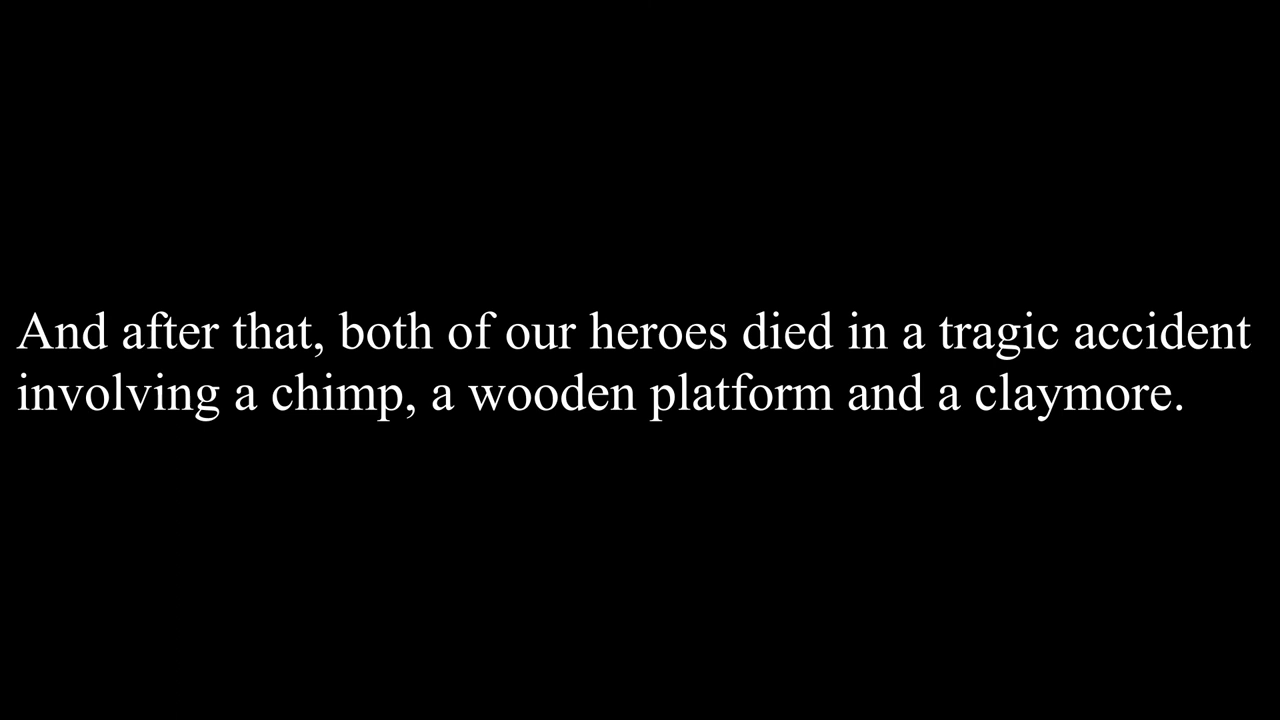 And after that, both of our heroes died in a tragic accident
involving a chimp, a wooden platform and a claymore.